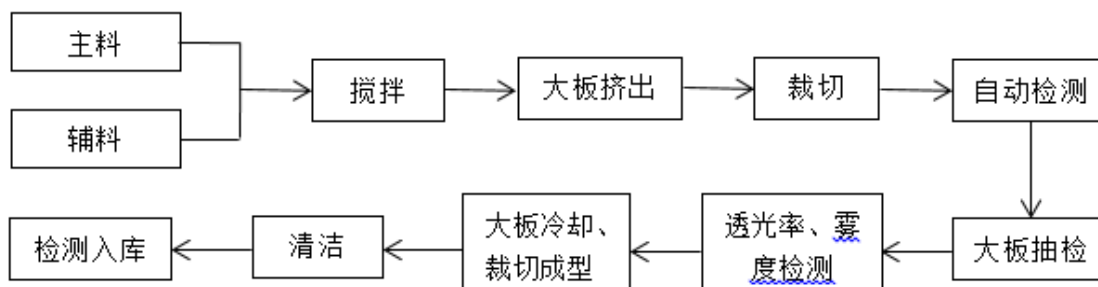 主料
辅料
搅拌
大板挤出
裁切
自动检测
大板抽检
透光率、雾
度检测
大板冷却、
裁切成型
清洁
检测入库